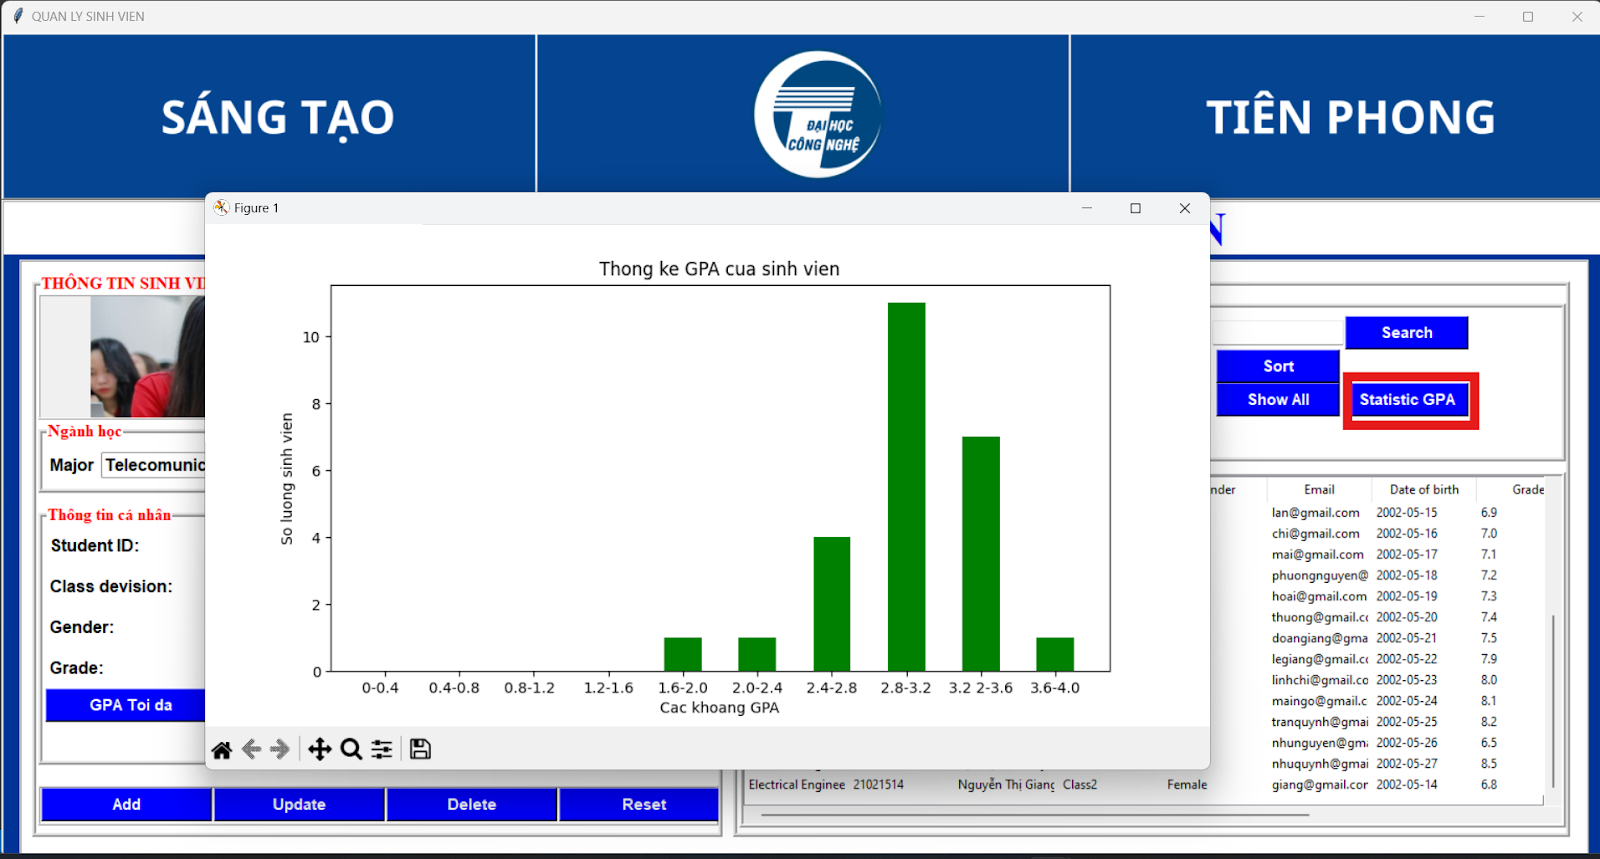 QUAN LY SINH VIEN
SÁNG TẠO
ĐẠI HỌC
CÔNG NGHỆ
TIÊN PHONG
N
Figure 1
Thong ke GPA cua sinh vien
So luong sinh vien
10
8
6
4
2
0
0-0.4 0.4-0.8 0.8-1.2 1.2-1.6 1.6-2.0 2.0-2.4 2.4-2.8 2.8-3.2 3.2 2-3.6 3.6-4.0
Cac khoang GPA
THÔNG TIN SINH VI
Ngành học
Major Telecomunic
Thông tin cá nhân
Student ID:
Class devision:
Gender:
Grade:
GPA Toi da
Add Update Delete Reset
Search
Sort
Show All Statistic GPA
nder Email Date of birth Grade
lan@gmail.com 2002-05-15 6.9
chi@gmail.com 2002-05-16 7.0
mai@gmail.com 2002-05-17 7.1
phuongnguyen@ 2002-05-18 7.2
hoai@gmail.com 2002-05-19 7.3
thuong@gmail.cc 2002-05-20 7.4
doangiang@gma 2002-05-21 7.5
legiang@gmail.cc 2002-05-22 7.9
linhchi@gmail.co 2002-05-23 8.0
maingo@gmail.c 2002-05-24 8.1
tranquynh@gmai 2002-05-25 8.2
nhunguyen@gm 2002-05-26 6.5
nhuquynh@gmai 2002-05-27 8.5
Electrical Enginee 21021514 Nguyễn Thị Giang Class2 Female giang@gmail.cor 2002-05-14 6.8